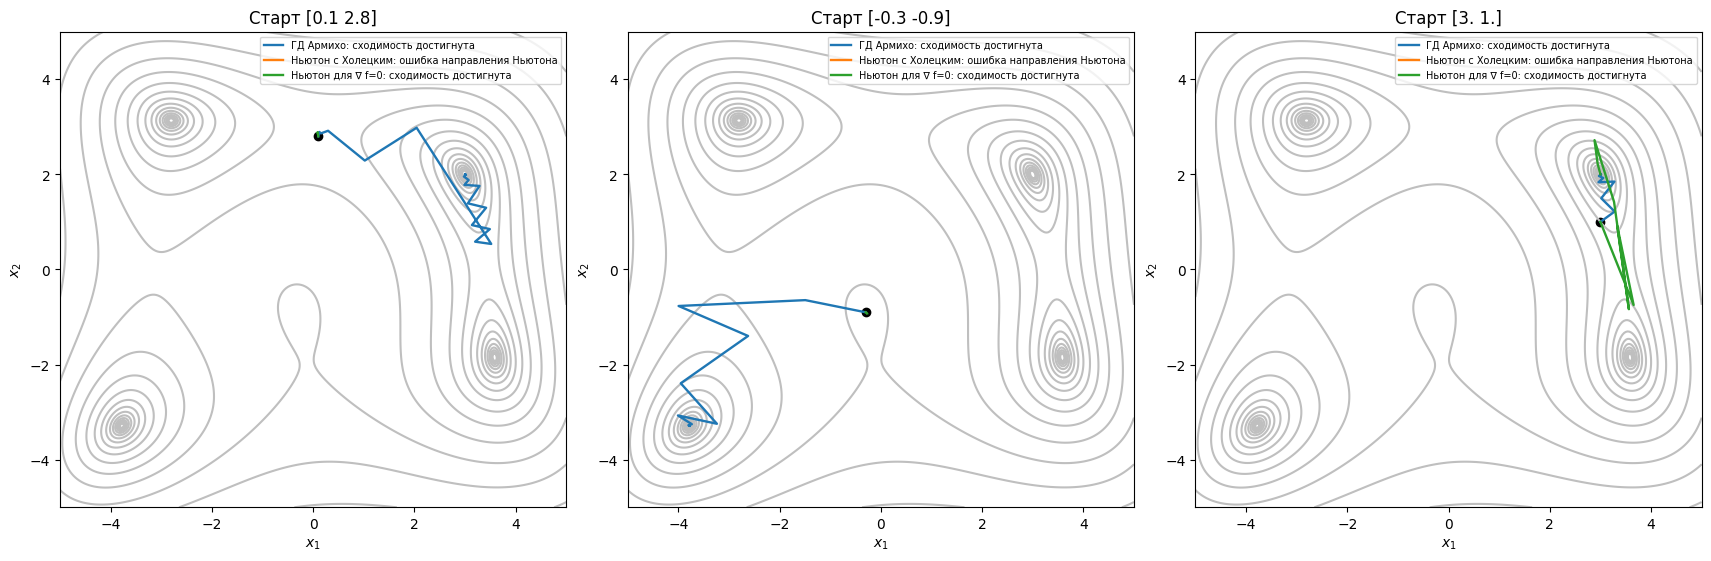 Старт [0.1 2.8]
ГД Армихо: сходимость достигнута
Ньютон с Холецким: ошибка направления Ньютона
Ньютон для ∇ f=0: сходимость достигнута
4
2
0
−2
−4
x₂
−4
−2
0
2
4
x₁
Старт [-0.3 -0.9]
ГД Армихо: сходимость достигнута
Ньютон с Холецким: ошибка направления Ньютона
Ньютон для ∇ f=0: сходимость достигнута
4
2
0
−2
−4
x₂
−4
−2
0
2
4
x₁
Старт [3. 1.]
ГД Армихо: сходимость достигнута
Ньютон с Холецким: ошибка направления Ньютона
Ньютон для ∇ f=0: сходимость достигнута
4
2
0
−2
−4
x₂
−4
−2
0
2
4
x₁